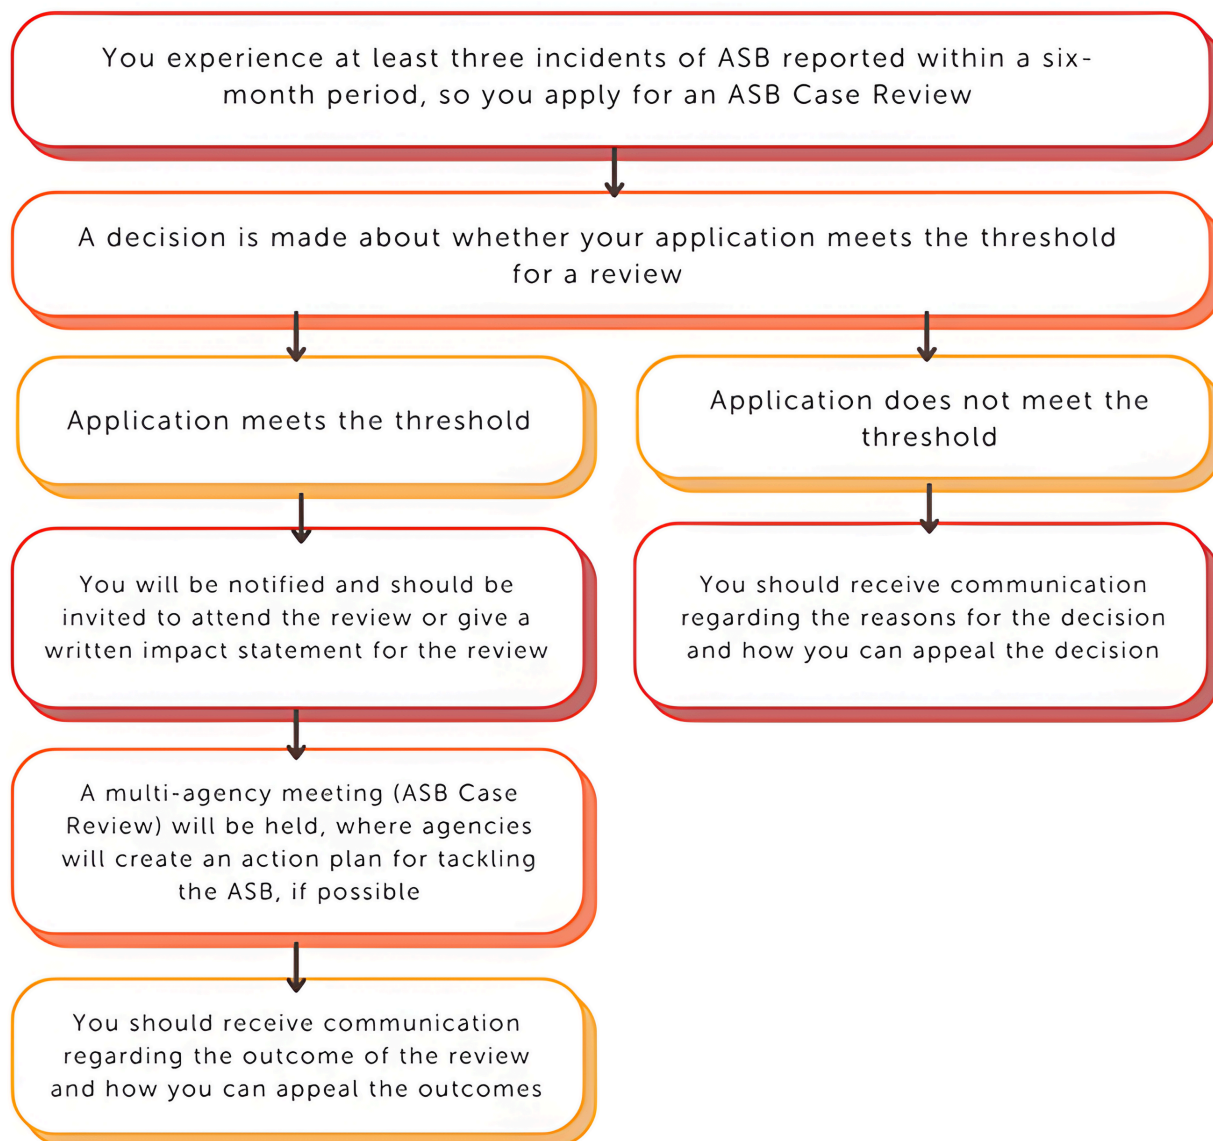 You experience at least three incidents of ASB reported within a six-
month period, so you apply for an ASB Case Review
A decision is made about whether your application meets the threshold
for a review
Application meets the threshold
Application does not meet the
threshold
You will be notified and should be
invited to attend the review or give a
written impact statement for the review
You should receive communication
regarding the reasons for the decision
and how you can appeal the decision
A multi-agency meeting (ASB Case
Review) will be held, where agencies
will create an action plan for tackling
the ASB, if possible
You should receive communication
regarding the outcome of the review
and how you can appeal the outcomes